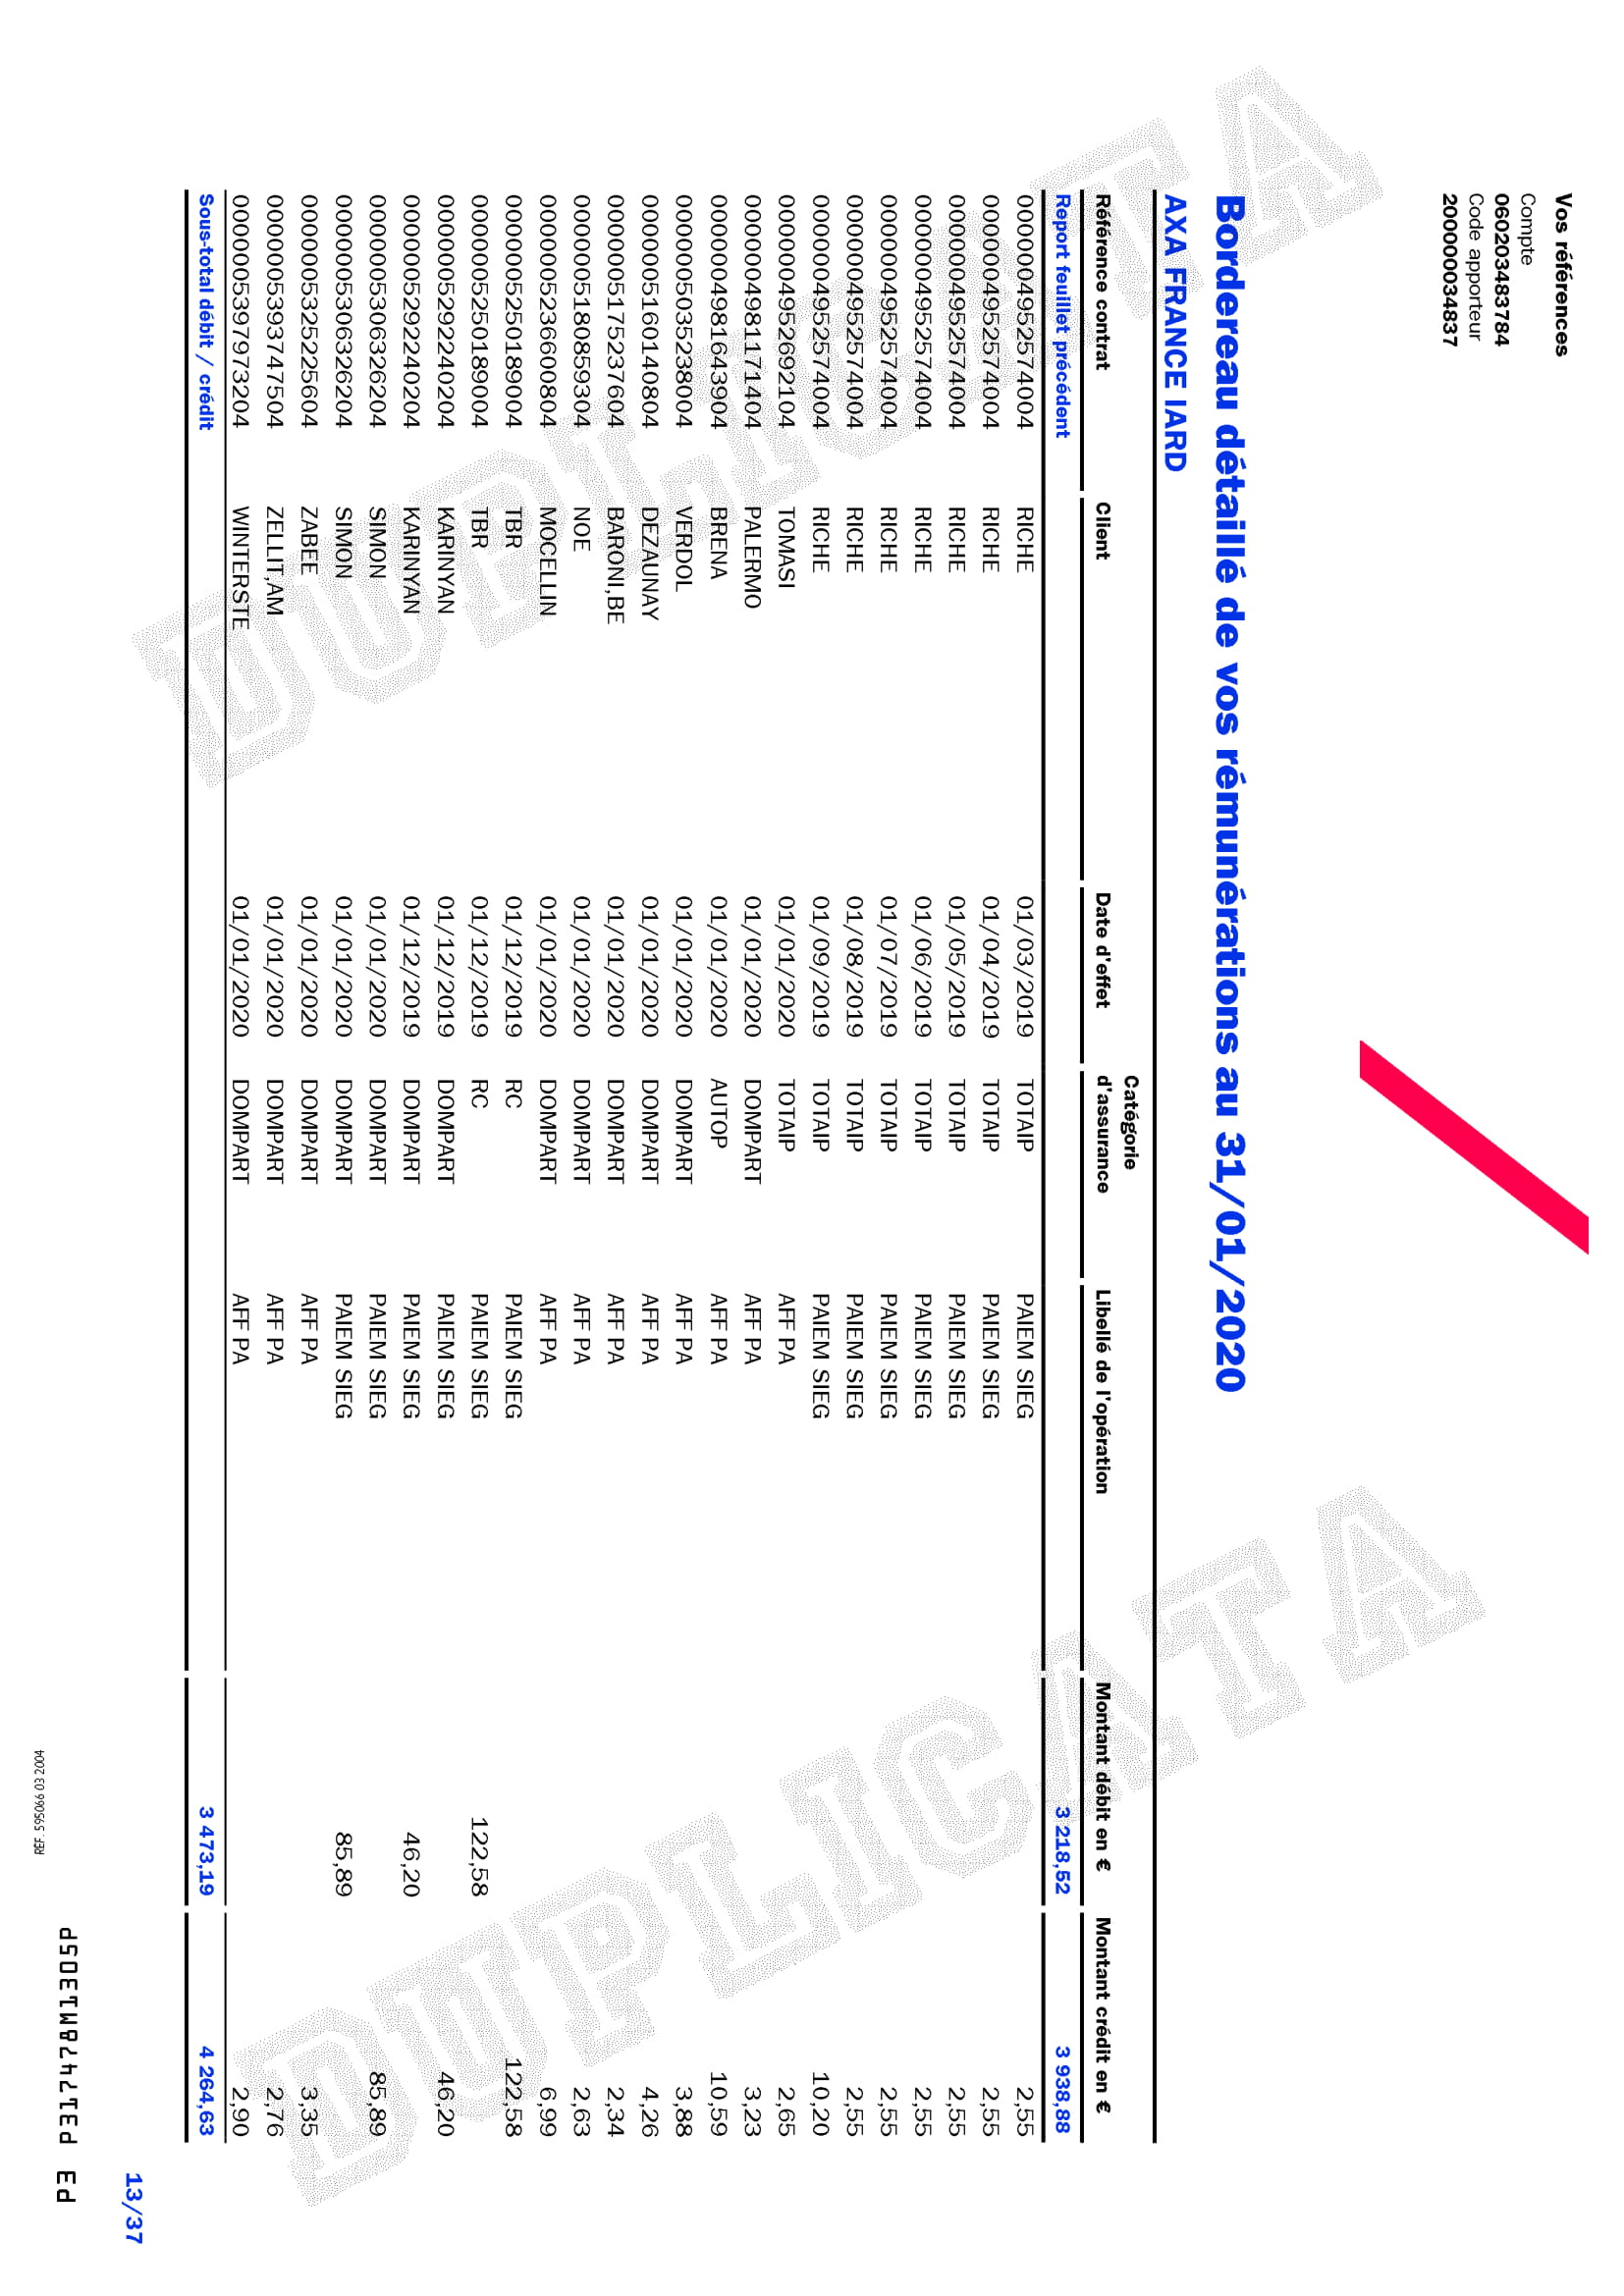 Vos références
Compte
060203483784
Code apporteur
2000000034837
Bordereau détaillé de vos rémunérations au 31/01/2020
AXA FRANCE IARD
Référence contrat Client Date d'effet Catégorie d'assurance Libellé de l'opération Montant débit en € Montant crédit en €
Report feuillet précédent 3 218,52 3 938,88
0000004952574004 RICHE 01/03/2019 TOTAIP PAIEM SIEG 2,55
0000004952574004 RICHE 01/04/2019 TOTAIP PAIEM SIEG 2,55
0000004952574004 RICHE 01/05/2019 TOTAIP PAIEM SIEG 2,55
0000004952574004 RICHE 01/06/2019 TOTAIP PAIEM SIEG 2,55
0000004952574004 RICHE 01/07/2019 TOTAIP PAIEM SIEG 2,55
0000004952574004 RICHE 01/08/2019 TOTAIP PAIEM SIEG 2,55
0000004952574004 RICHE 01/09/2019 TOTAIP PAIEM SIEG 10,20
0000004952692104 TOMASI 01/01/2020 TOTAIP AFF PA 2,65
0000004981171404 PALERMO 01/01/2020 DOMPART AFF PA 3,23
0000004981643904 BRENA 01/01/2020 AUTOP AFF PA 10,59
0000005035238004 VERDOL 01/01/2020 DOMPART AFF PA 3,88
0000005160140804 DEZAUNAY 01/01/2020 DOMPART AFF PA 4,26
0000005175237604 BARONI,BE 01/01/2020 DOMPART AFF PA 2,34
0000005180859304 NOE 01/01/2020 DOMPART AFF PA 2,63
0000005236600804 MOCELLIN 01/01/2020 DOMPART AFF PA 6,99
0000005250189004 TBR 01/12/2019 RC PAIEM SIEG 122,58
0000005250189004 TBR 01/12/2019 RC PAIEM SIEG 122,58
0000005292240204 KARINYAN 01/12/2019 DOMPART PAIEM SIEG 46,20
0000005292240204 KARINYAN 01/12/2019 DOMPART PAIEM SIEG 46,20
0000005306326204 SIMON 01/01/2020 DOMPART PAIEM SIEG 85,89
0000005306326204 SIMON 01/01/2020 DOMPART PAIEM SIEG 85,89
0000005325225604 ZABEE 01/01/2020 DOMPART AFF PA 3,35
0000005393747504 ZELLIT,AM 01/01/2020 DOMPART AFF PA 2,76
0000005397973204 WINTERSTE 01/01/2020 DOMPART AFF PA 2,90
Sous-total débit / crédit 3 473,19 4 264,63
DUPLICATA
DUPLICATA
13/37
REF. 595066 03 2004